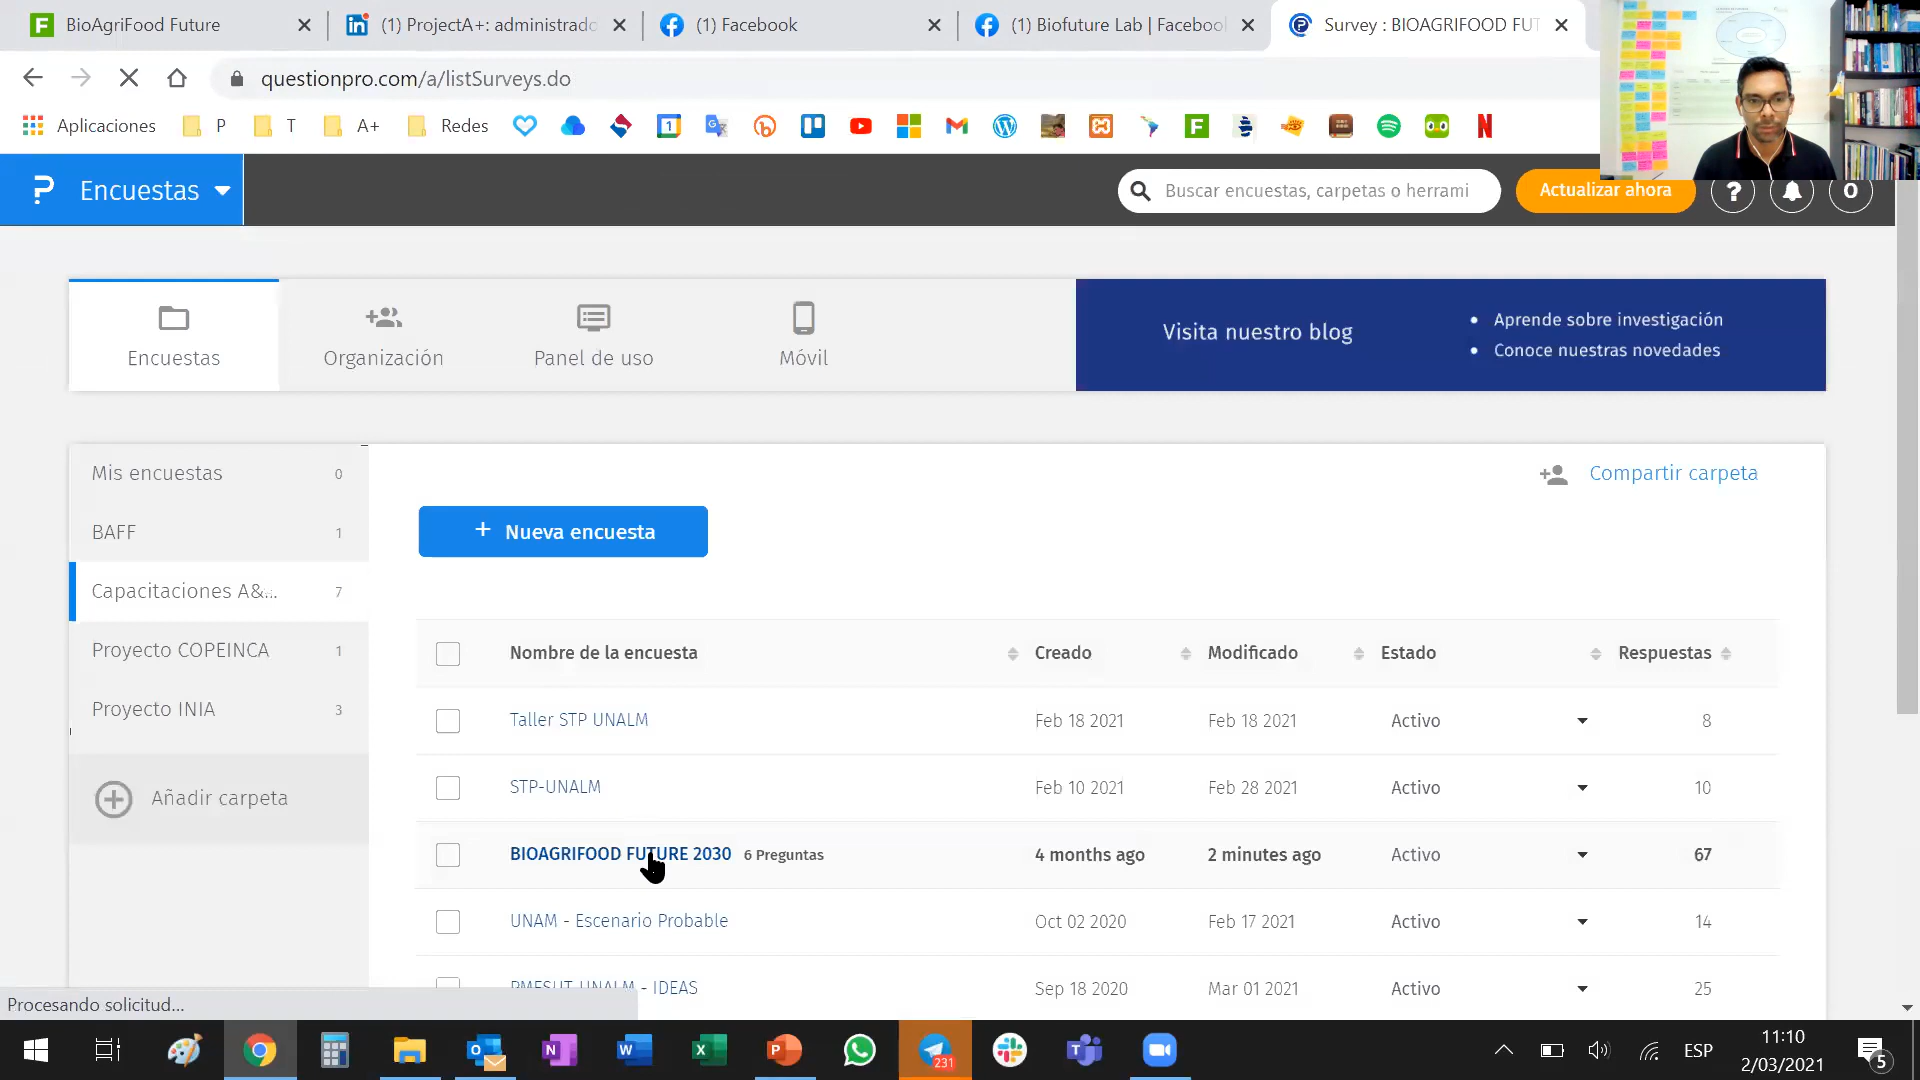 BioAgriFood Future
(1) ProjectA+: administrado
(1) Facebook
(1) Biofuture Lab | Facebook
Survey : BIOAGRIFOOD FUT
questionpro.com/a/listSurveys.do
Aplicaciones
P
T
A+
Redes
Encuestas
Buscar encuestas, carpetas o herrami
Actualizar ahora
?
O
Encuestas
Organización
Panel de uso
Móvil
Visita nuestro blog
Aprende sobre investigación
Conoce nuestras novedades
Mis encuestas 0
BAFF 1
Capacitaciones A&... 7
Proyecto COPEINCA 1
Proyecto INIA 3
Añadir carpeta
Compartir carpeta
+ Nueva encuesta
Nombre de la encuesta Creado Modificado Estado Respuestas
Taller STP UNALM Feb 18 2021 Feb 18 2021 Activo 8
STP-UNALM Feb 10 2021 Feb 28 2021 Activo 10
BIOAGRIFOOD FUTURE 2030 6 Preguntas 4 months ago 2 minutes ago Activo 67
UNAM - Escenario Probable Oct 02 2020 Feb 17 2021 Activo 14
PMESUT-UNALM - IDEAS Sep 18 2020 Mar 01 2021 Activo 25
Procesando solicitud...
231
ESP
11:10
2/03/2021
5